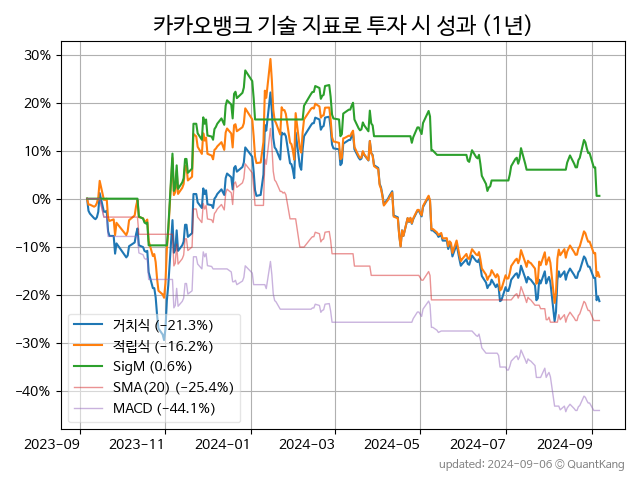 카카오뱅크 기술 지표로 투자 시 성과 (1년)
30%
20%
10%
0%
−10%
−20%
−30%
−40%
거치식 (−21.3%)
적립식 (−16.2%)
SigM (0.6%)
SMA(20) (−25.4%)
MACD (−44.1%)
2023-09
2023-11
2024-01
2024-03
2024-05
2024-07
2024-09
updated: 2024-09-06 © QuantKang